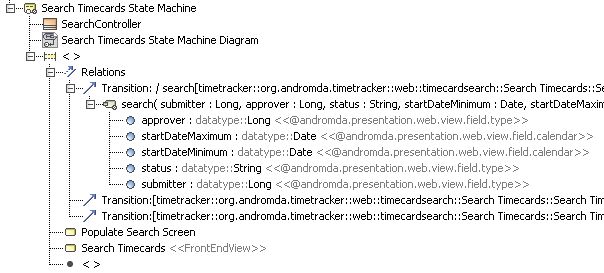 Search Timecards State Machine
SearchController
Search Timecards State Machine Diagram
< >
Relations
Transition: / search[timetracker::org.andromda.timetracker::web::timecardsearch::Search Timecards::Se
search( submitter : Long, approver : Long, status : String, startDateMinimum : Date, startDateMaxim
approver : datatype::Long <<@andromda.presentation.web.view.field.type>>
startDateMaximum : datatype::Date <<@andromda.presentation.web.view.field.calendar>>
startDateMinimum : datatype::Date <<@andromda.presentation.web.view.field.calendar>>
status : datatype::String <<@andromda.presentation.web.view.field.type>>
submitter : datatype::Long <<@andromda.presentation.web.view.field.type>>
Transition:[timetracker::org.andromda.timetracker::web::timecardsearch::Search Timecards::Search Tim
Transition:[timetracker::org.andromda.timetracker::web::timecardsearch::Search Timecards::Search Tim
Populate Search Screen
Search Timecards <<FrontEndView>>
< >